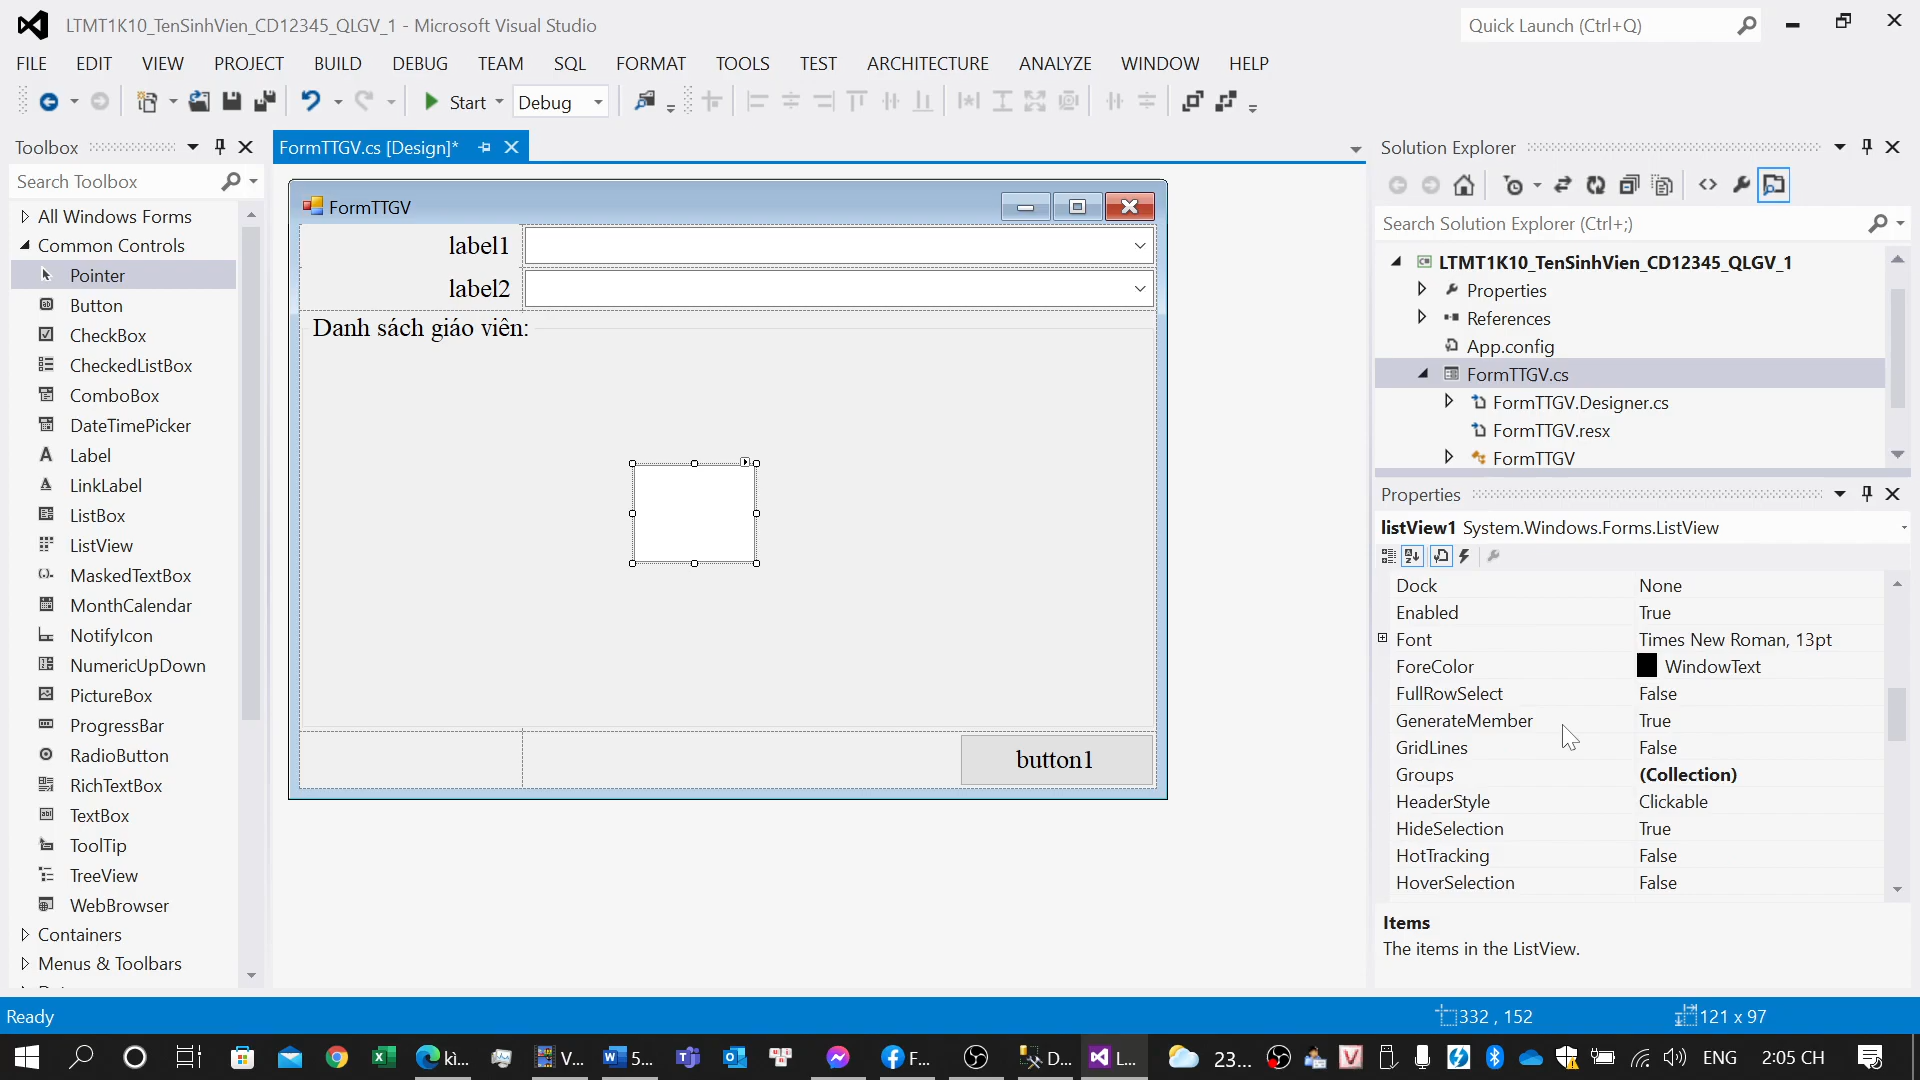 LTMT1K10_TenSinhVien_CD12345_QLGV_1 - Microsoft Visual Studio
Quick Launch (Ctrl+Q)
FILE EDIT VIEW PROJECT BUILD DEBUG TEAM SQL FORMAT TOOLS TEST ARCHITECTURE ANALYZE WINDOW HELP
Start Debug
Toolbox
Search Toolbox
All Windows Forms
Common Controls
Pointer
Button
CheckBox
CheckedListBox
ComboBox
DateTimePicker
Label
LinkLabel
ListBox
ListView
MaskedTextBox
MonthCalendar
NotifyIcon
NumericUpDown
PictureBox
ProgressBar
RadioButton
RichTextBox
TextBox
ToolTip
TreeView
WebBrowser
Containers
Menus & Toolbars
FormTTGV.cs [Design]*
FormTTGV
label1
label2
Danh sách giáo viên:
button1
Solution Explorer
Search Solution Explorer (Ctrl+;)
LTMT1K10_TenSinhVien_CD12345_QLGV_1
Properties
References
App.config
FormTTGV.cs
FormTTGV.Designer.cs
FormTTGV.resx
FormTTGV
Properties
listView1 System.Windows.Forms.ListView
Dock None
Enabled True
Font Times New Roman, 13pt
ForeColor WindowText
FullRowSelect False
GenerateMember True
GridLines False
Groups (Collection)
HeaderStyle Clickable
HideSelection True
HotTracking False
HoverSelection False
Items
The items in the ListView.
Ready 332 , 152 121 x 97
kì... V... 5... F... D... L... 23... ENG 2:05 CH